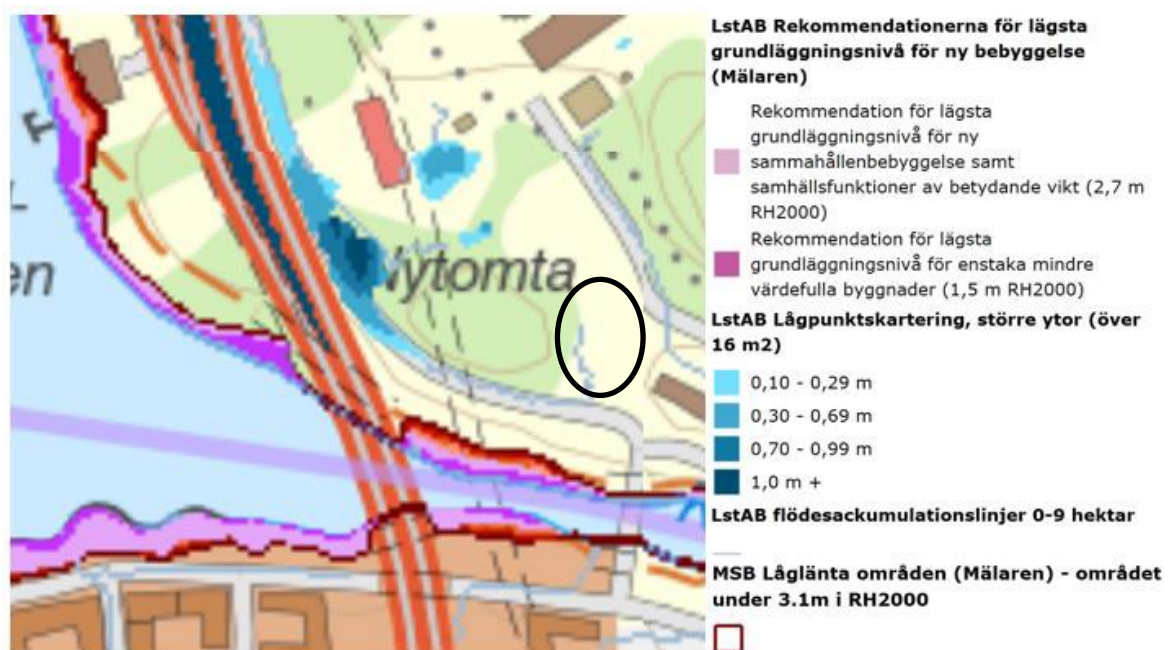 LstAB Rekommendationerna för lägsta
grundläggningsnivå för ny bebyggelse
(Mälaren)
Rekommendation för lägsta
grundläggningsnivå för ny
sammahållenbebyggelse samt
samhällsfunktioner av betydande vikt (2,7 m
RH2000)
Rekommendation för lägsta
grundläggningsnivå för enstaka mindre
värdefulla byggnader (1,5 m RH2000)
LstAB Lågpunktskartering, större ytor (över
16 m2)
0,10 - 0,29 m
0,30 - 0,69 m
0,70 - 0,99 m
1,0 m +
LstAB flödesackumulationslinjer 0-9 hektar
MSB Låglänta områden (Mälaren) - området
under 3.1m i RH2000
en
Nytomta